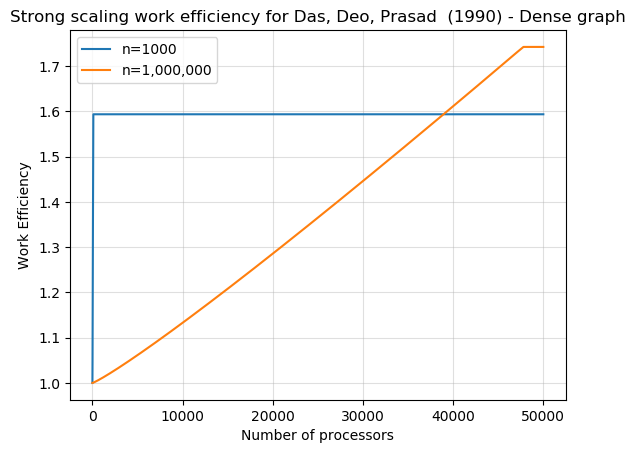 Strong scaling work efficiency for Das, Deo, Prasad  (1990) - Dense graph
n=1000
n=1,000,000
1.7
1.6
1.5
1.4
1.3
1.2
1.1
1.0
Work Efficiency
0 10000 20000 30000 40000 50000
Number of processors